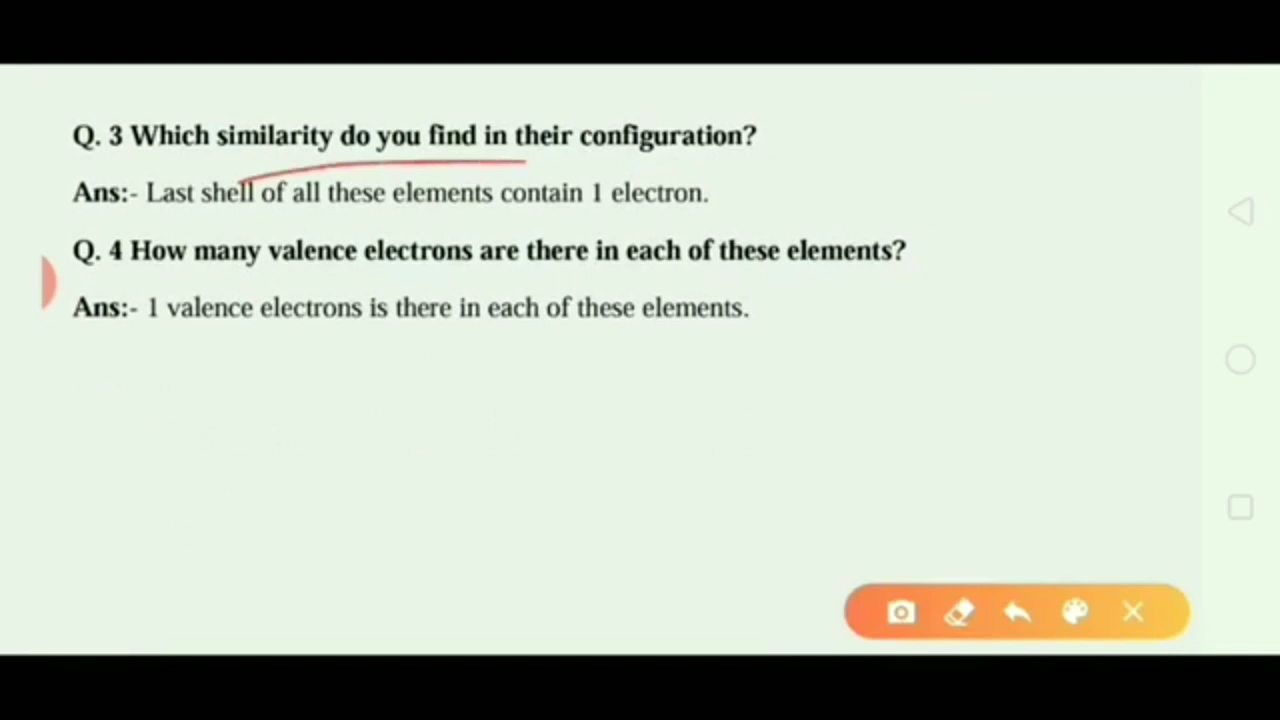 Q. 3 Which similarity do you find in their configuration?
Ans:- Last shell of all these elements contain 1 electron.
Q. 4 How many valence electrons are there in each of these elements?
Ans:- 1 valence electrons is there in each of these elements.